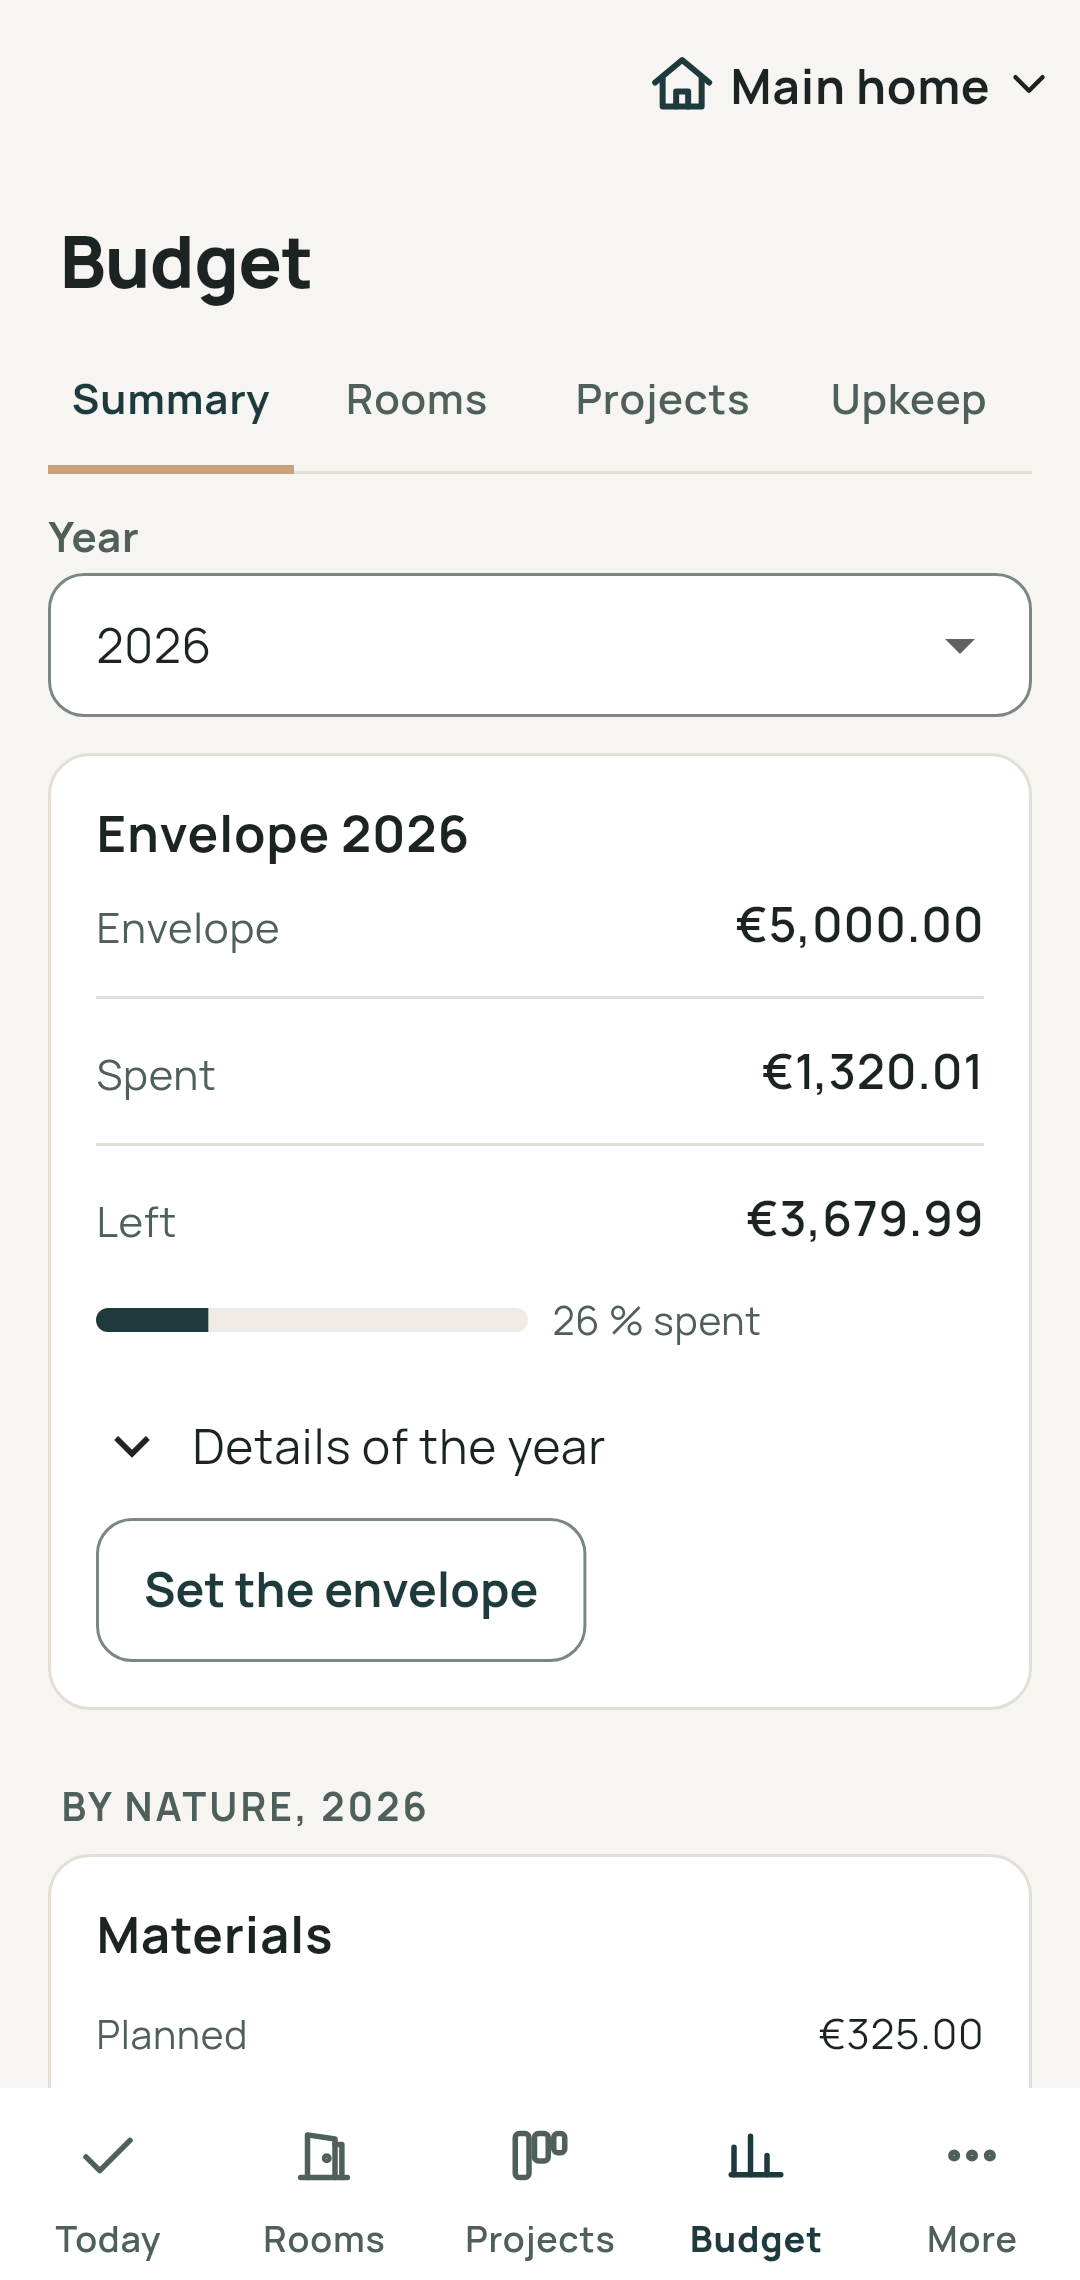 Main home
Budget
Summary Rooms Projects Upkeep
Year
2026
Envelope 2026
Envelope €5,000.00
Spent €1,320.01
Left €3,679.99
26 % spent
Details of the year
Set the envelope
BY NATURE, 2026
Materials
Planned €325.00
Today Rooms Projects Budget More